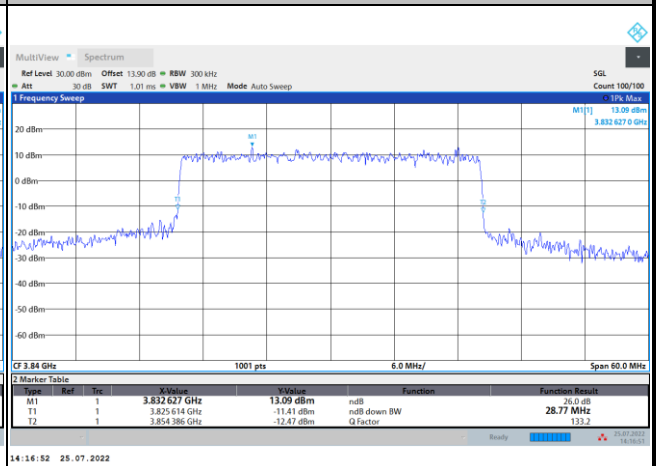 MultiView Spectrum
Ref Level 30.00 dBm Offset 13.90 dB RBW 300 kHz SGL
Att 30 dB SWT 1.01 ms VBW 1 MHz Mode Auto Sweep Count 100/100
1 Frequency Sweep 1Pk Max
M1[1] 13.09 dBm
3.832 627 0 GHz
20 dBm
M1
10 dBm
0 dBm
T1
T2
-10 dBm
-20 dBm
-30 dBm
-40 dBm
-50 dBm
-60 dBm
CF 3.84 GHz 1001 pts 6.0 MHz/ Span 60.0 MHz
2 Marker Table
Type Ref Trc X-Value Y-Value Function Function Result
M1 1 3.832 627 GHz 13.09 dBm ndB 26.0 dB
T1 1 3.825 614 GHz -11.41 dBm ndB down BW 28.77 MHz
T2 1 3.854 386 GHz -12.47 dBm Q Factor 133.2
Ready 25.07.2022
14:16:51
14:16:52 25.07.2022